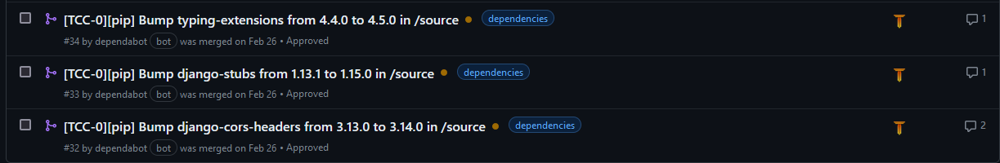 [TCC-0][pip] Bump typing-extensions from 4.4.0 to 4.5.0 in /source dependencies 1
#34 by dependabot bot was merged on Feb 26 • Approved
[TCC-0][pip] Bump django-stubs from 1.13.1 to 1.15.0 in /source dependencies 1
#33 by dependabot bot was merged on Feb 26 • Approved
[TCC-0][pip] Bump django-cors-headers from 3.13.0 to 3.14.0 in /source dependencies 2
#32 by dependabot bot was merged on Feb 26 • Approved